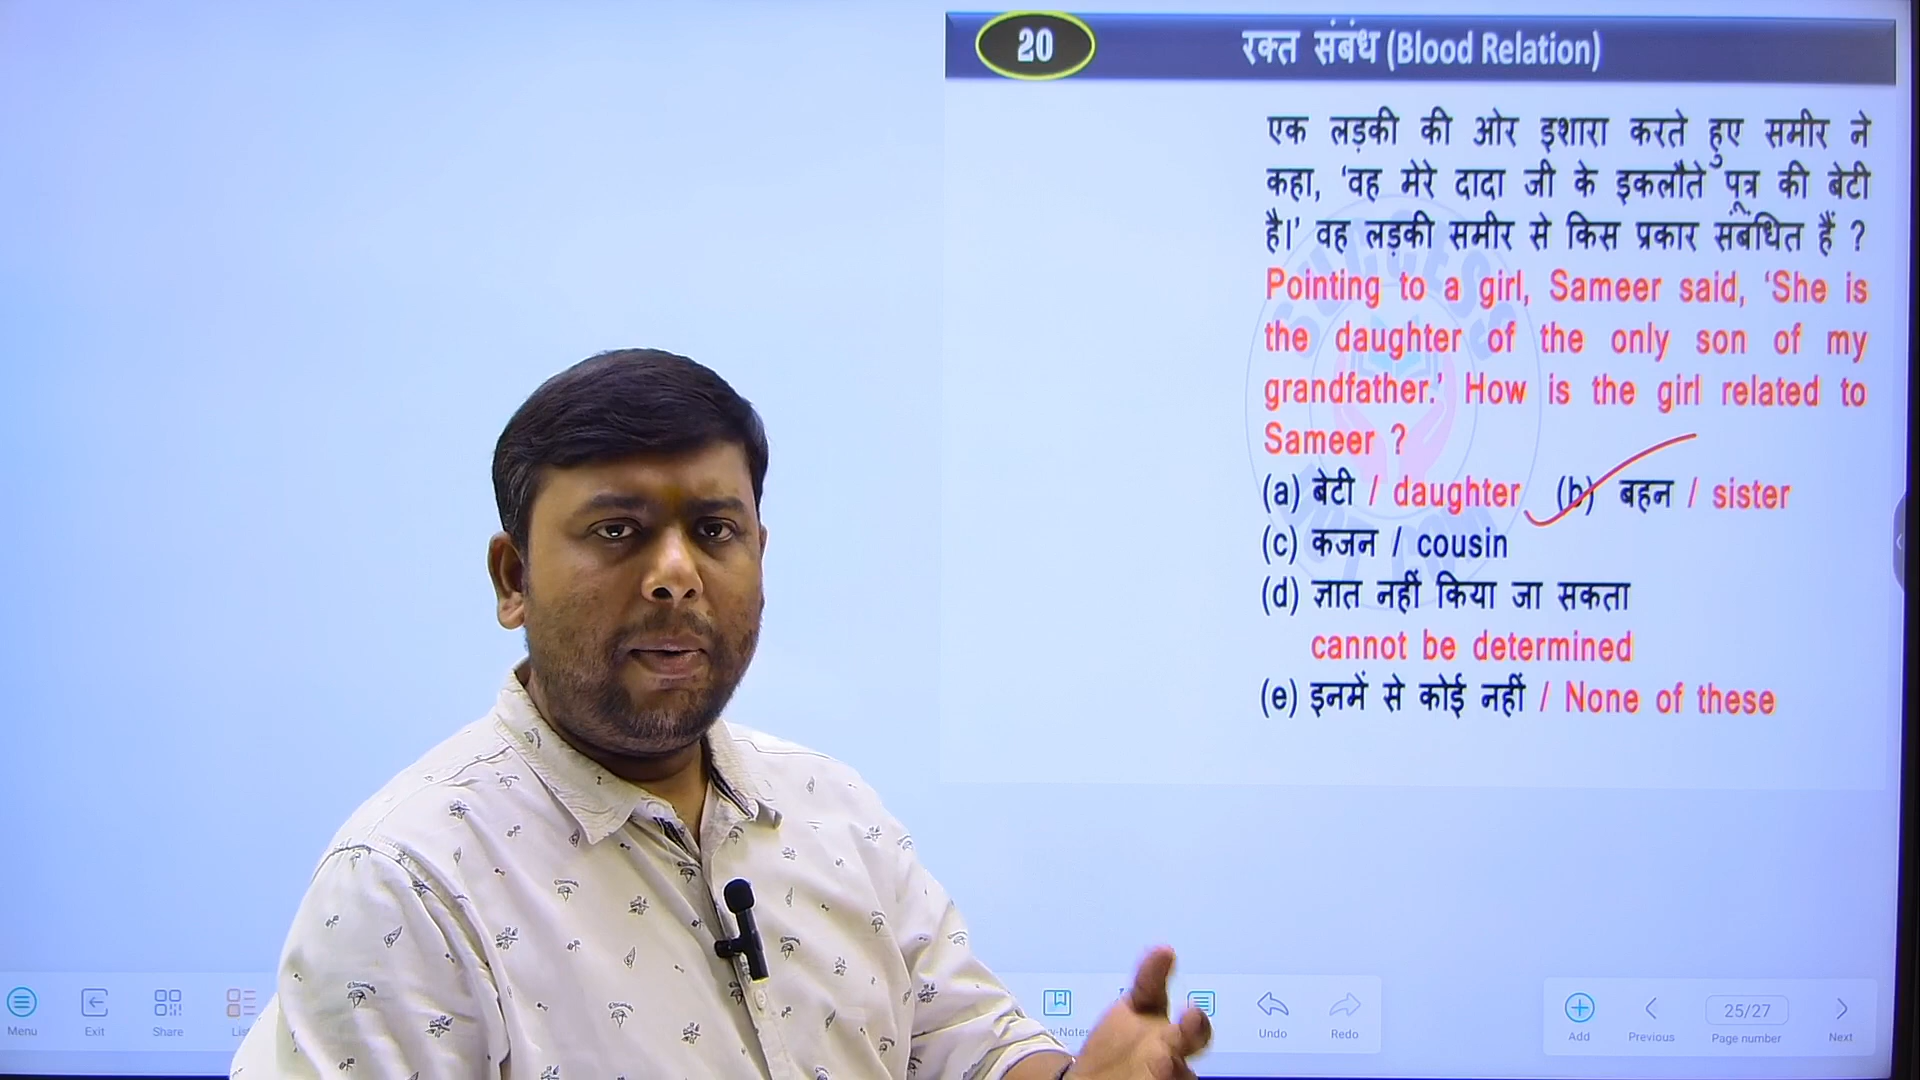 20 रक्त संबंध (Blood Relation)
एक लड़की की ओर इशारा करते हुए समीर ने
कहा, 'वह मेरे दादा जी के इकलौते पुत्र की बेटी
है।' वह लड़की समीर से किस प्रकार संबंधित हैं ?
Pointing to a girl, Sameer said, 'She is
the daughter of the only son of my
grandfather.' How is the girl related to
Sameer ?
(a) बेटी / daughter (b) बहन / sister
(c) कजन / cousin
(d) ज्ञात नहीं किया जा सकता
cannot be determined
(e) इनमें से कोई नहीं / None of these
Menu Exit Share Undo Redo Add Previous 25/27 Page number Next